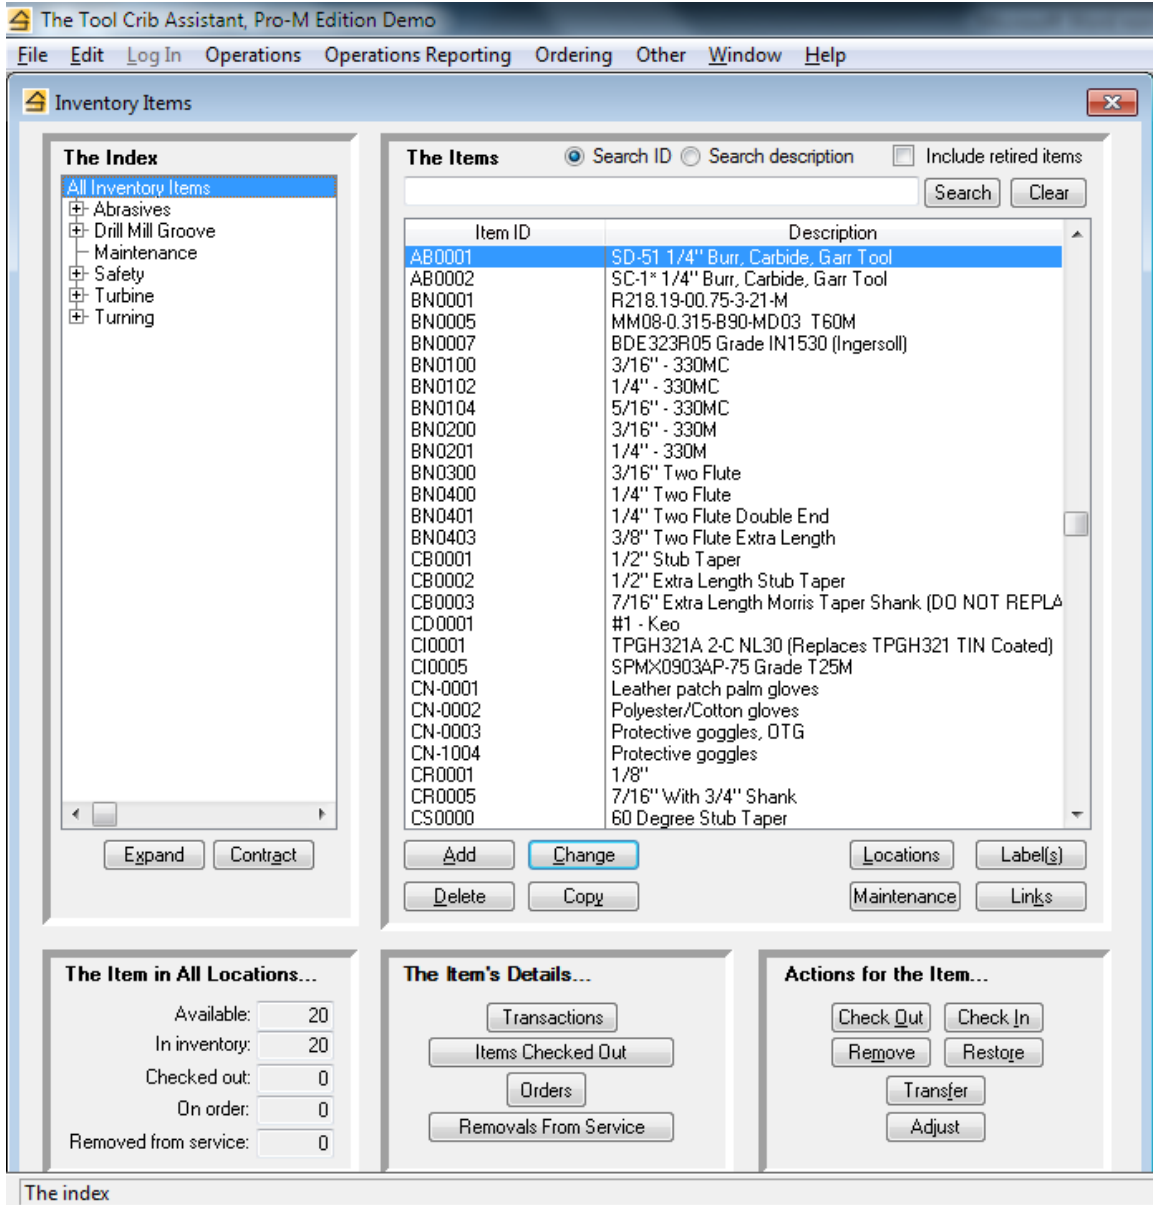 The Tool Crib Assistant, Pro-M Edition Demo
File Edit Log In Operations Operations Reporting Ordering Other Window Help
Inventory Items
The Index
All Inventory Items
Abrasives
Drill Mill Groove
Maintenance
Safety
Turbine
Turning
Expand Contract
The Items Search ID Search description Include retired items
Search Clear
Item ID Description
AB0001 SD-51 1/4" Burr, Carbide, Garr Tool
AB0002 SC-1* 1/4" Burr, Carbide, Garr Tool
BN0001 R218.19-00.75-3-21-M
BN0005 MM08-0.315-B90-MD03 T60M
BN0007 BDE323R05 Grade IN1530 (Ingersoll)
BN0100 3/16" - 330MC
BN0102 1/4" - 330MC
BN0104 5/16" - 330MC
BN0200 3/16" - 330M
BN0201 1/4" - 330M
BN0300 3/16" Two Flute
BN0400 1/4" Two Flute
BN0401 1/4" Two Flute Double End
BN0403 3/8" Two Flute Extra Length
CB0001 1/2" Stub Taper
CB0002 1/2" Extra Length Stub Taper
CB0003 7/16" Extra Length Morris Taper Shank (DO NOT REPLA
CD0001 #1 - Keo
CI0001 TPGH321A 2-C NL30 (Replaces TPGH321 TIN Coated)
CI0005 SPMX0903AP-75 Grade T25M
CN-0001 Leather patch palm gloves
CN-0002 Polyester/Cotton gloves
CN-0003 Protective goggles, OTG
CN-1004 Protective goggles
CR0001 1/8"
CR0005 7/16" With 3/4" Shank
CS0000 60 Degree Stub Taper
Add Change Locations Label(s)
Delete Copy Maintenance Links
The Item in All Locations...
Available: 20
In inventory: 20
Checked out: 0
On order: 0
Removed from service: 0
The Item's Details...
Transactions
Items Checked Out
Orders
Removals From Service
Actions for the Item...
Check Out Check In
Remove Restore
Transfer
Adjust
The index